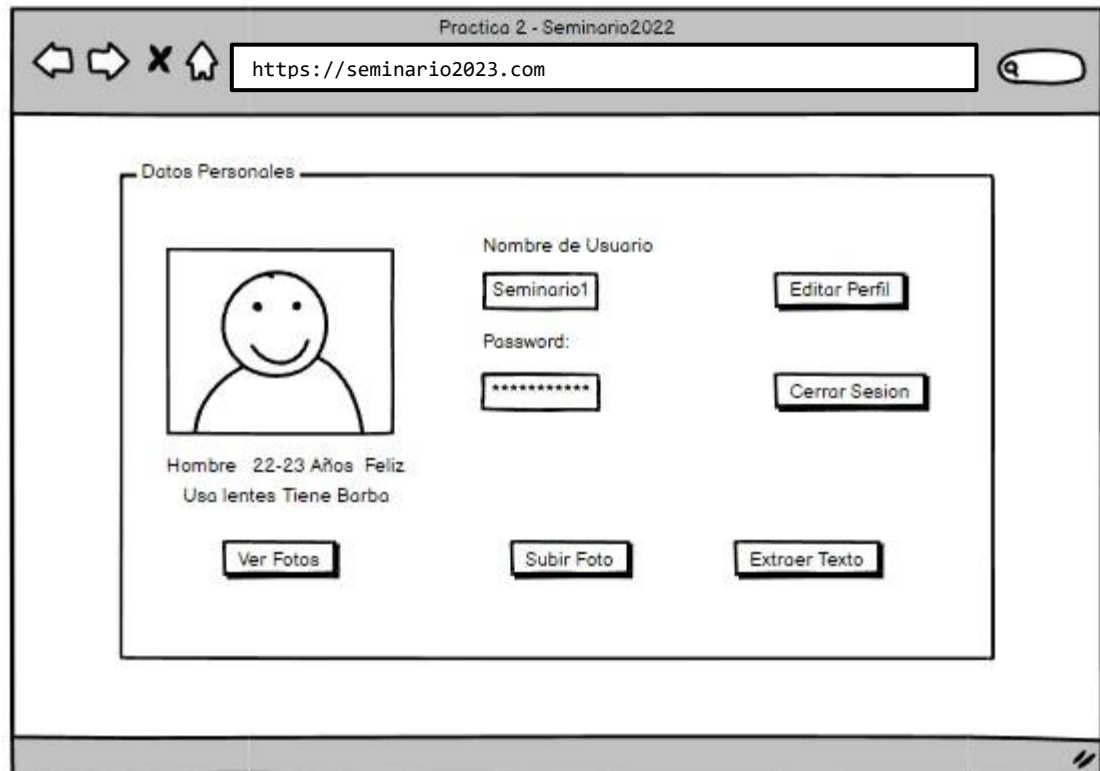 Practica 2 - Seminario2022
https://seminario2023.com
Datos Personales
Nombre de Usuario
Seminario1
Editar Perfil
Password:
***********
Cerrar Sesion
Hombre 22-23 Años Feliz
Usa lentes Tiene Barba
Ver Fotos
Subir Foto
Extraer Texto